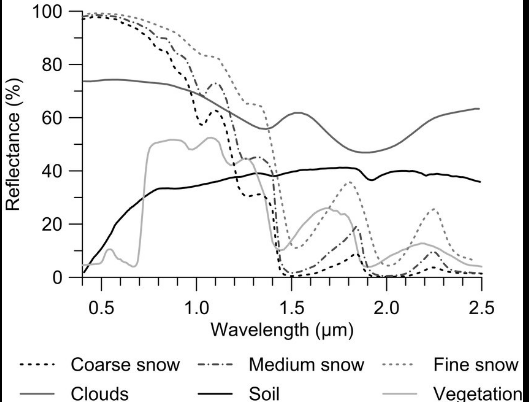 100
80
60
40
20
0
Reflectance (%)
0.5 1.0 1.5 2.0 2.5
Wavelength (µm)
Coarse snow Medium snow Fine snow
Clouds Soil Vegetation